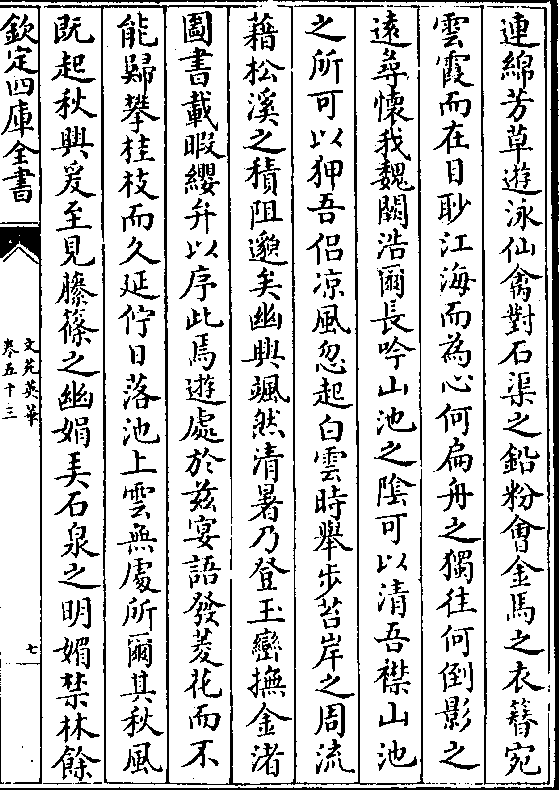 連綿芳草遊泳仙禽對石渠之鉛粉會金馬之衣簪宛
雲霞而在目眇江海而為心何扁舟之獨往何倒影之
遠尋懷我魏闕浩爾長吟山池之陰可以清吾襟山池
之所可以狎吾侣凉風忽起白雲時舉步苔岸之周流
藉松溪之積阻邈矣幽興颯然清暑乃登玉巒撫金渚
圖書載暇纓弁以序此焉遊處於兹宴語發菱花而不
能歸攀桂枝而久延佇日落池上雲無處所爾其秋風
既起秋興爰至見縢篠之幽娟美石泉之明媚禁林餘
欽定四庫全書
文苑英華
卷五十三
七